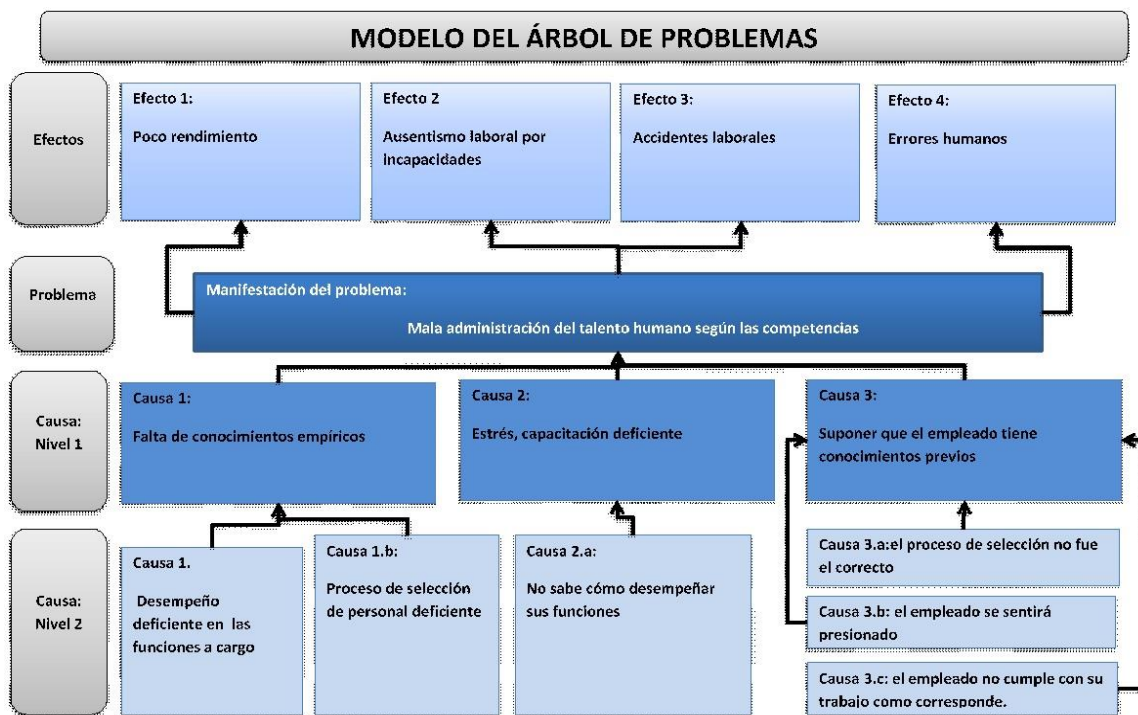 MODELO DEL ÁRBOL DE PROBLEMAS
Efectos
Efecto 1:
Poco rendimiento
Efecto 2
Ausentismo laboral por
incapacidades
Efecto 3:
Accidentes laborales
Efecto 4:
Errores humanos
Problema
Manifestación del problema:
Mala administración del talento humano según las competencias
Causa:
Nivel 1
Causa 1:
Falta de conocimientos empíricos
Causa 2:
Estrés, capacitación deficiente
Causa 3:
Suponer que el empleado tiene
conocimientos previos
Causa:
Nivel 2
Causa 1.
Desempeño
deficiente en las
funciones a cargo
Causa 1.b:
Proceso de selección
de personal deficiente
Causa 2.a:
No sabe cómo desempeñar
sus funciones
Causa 3.a:el proceso de selección no fue
el correcto
Causa 3.b: el empleado se sentirá
presionado
Causa 3.c: el empleado no cumple con su
trabajo como corresponde.